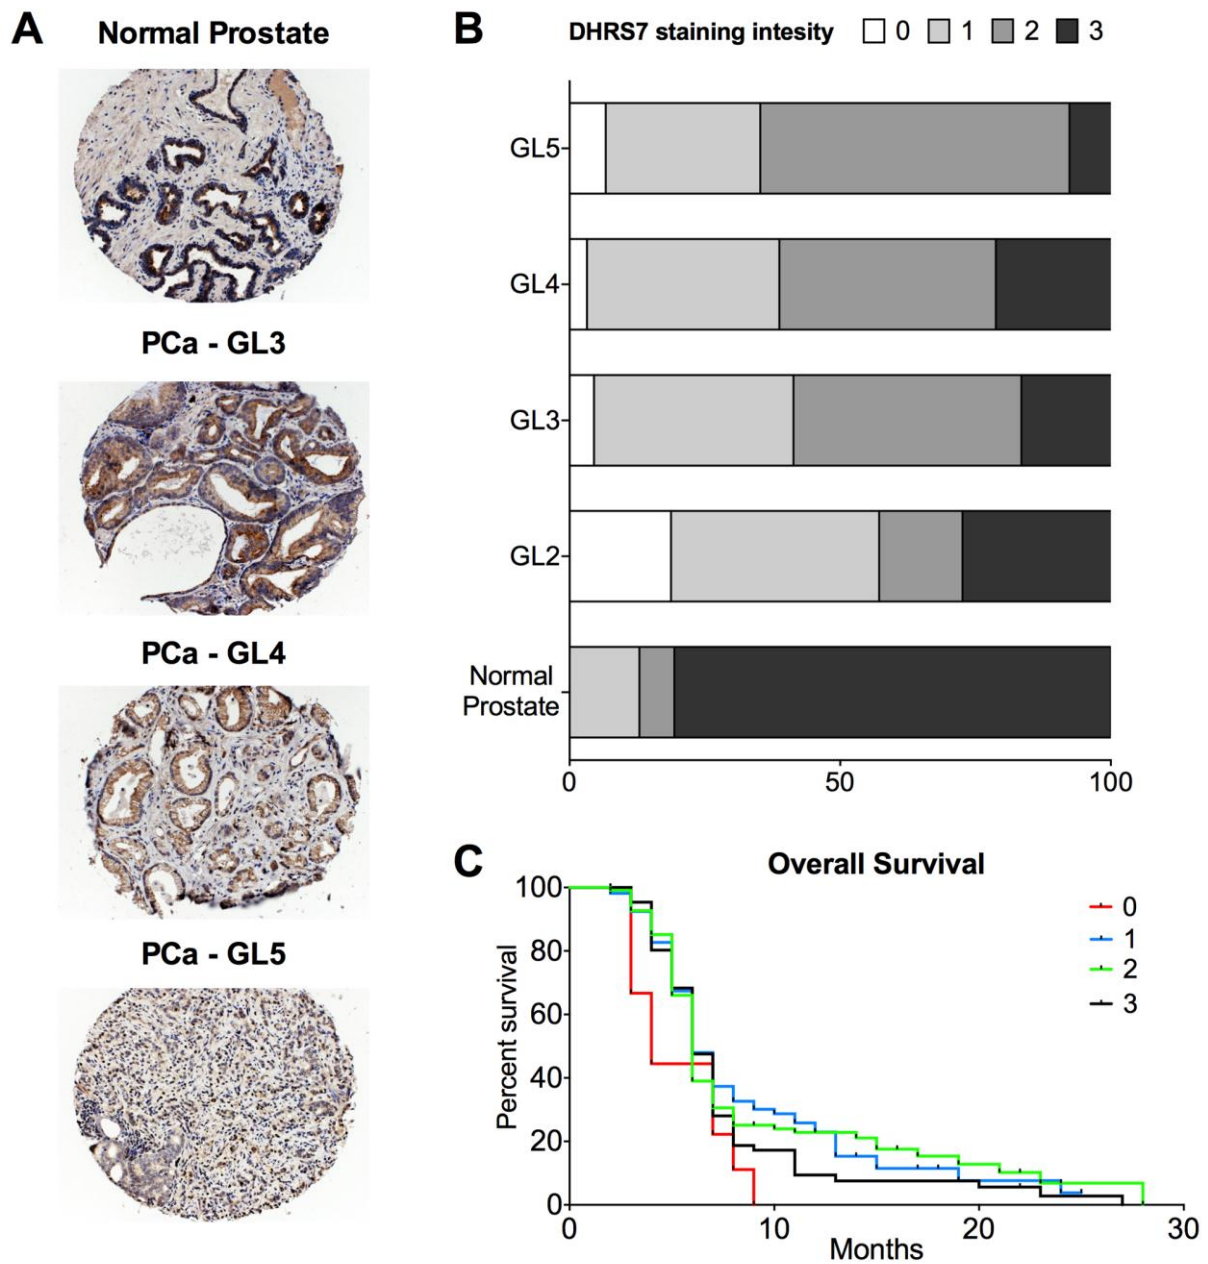 A
Normal Prostate
PCa - GL3
PCa - GL4
PCa - GL5
B
DHRS7 staining intesity 0 1 2 3
GL5
GL4
GL3
GL2
Normal
Prostate
0 50 100
C
Overall Survival
Percent survival
100
80
60
40
20
0
0 10 20 30
Months
0
1
2
3